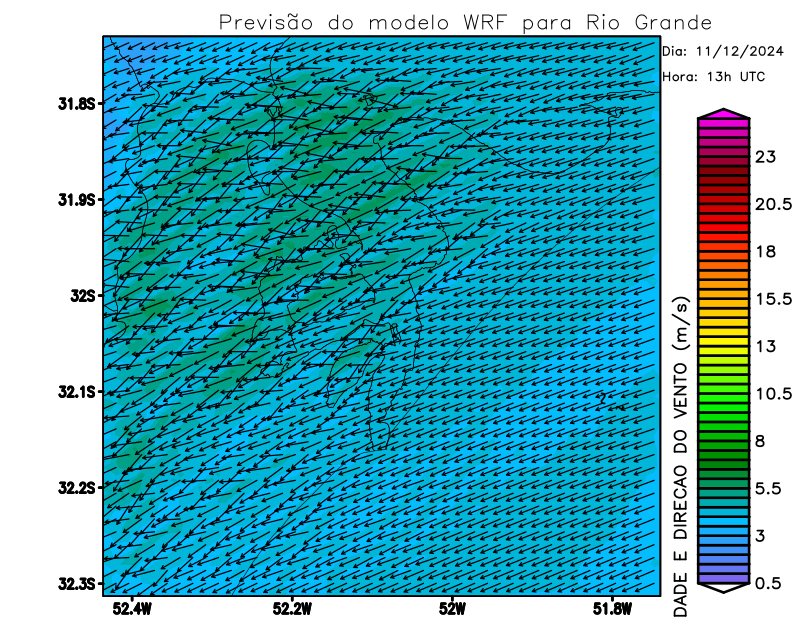 Previsão do modelo WRF para Rio Grande
Dia: 11/12/2024
Hora: 13h UTC
31.8S
31.9S
32S
32.1S
32.2S
32.3S
52.4W
52.2W
52W
51.8W
23
20.5
18
15.5
13
10.5
8
5.5
3
0.5
DADE E DIRECAO DO VENTO (m/s)